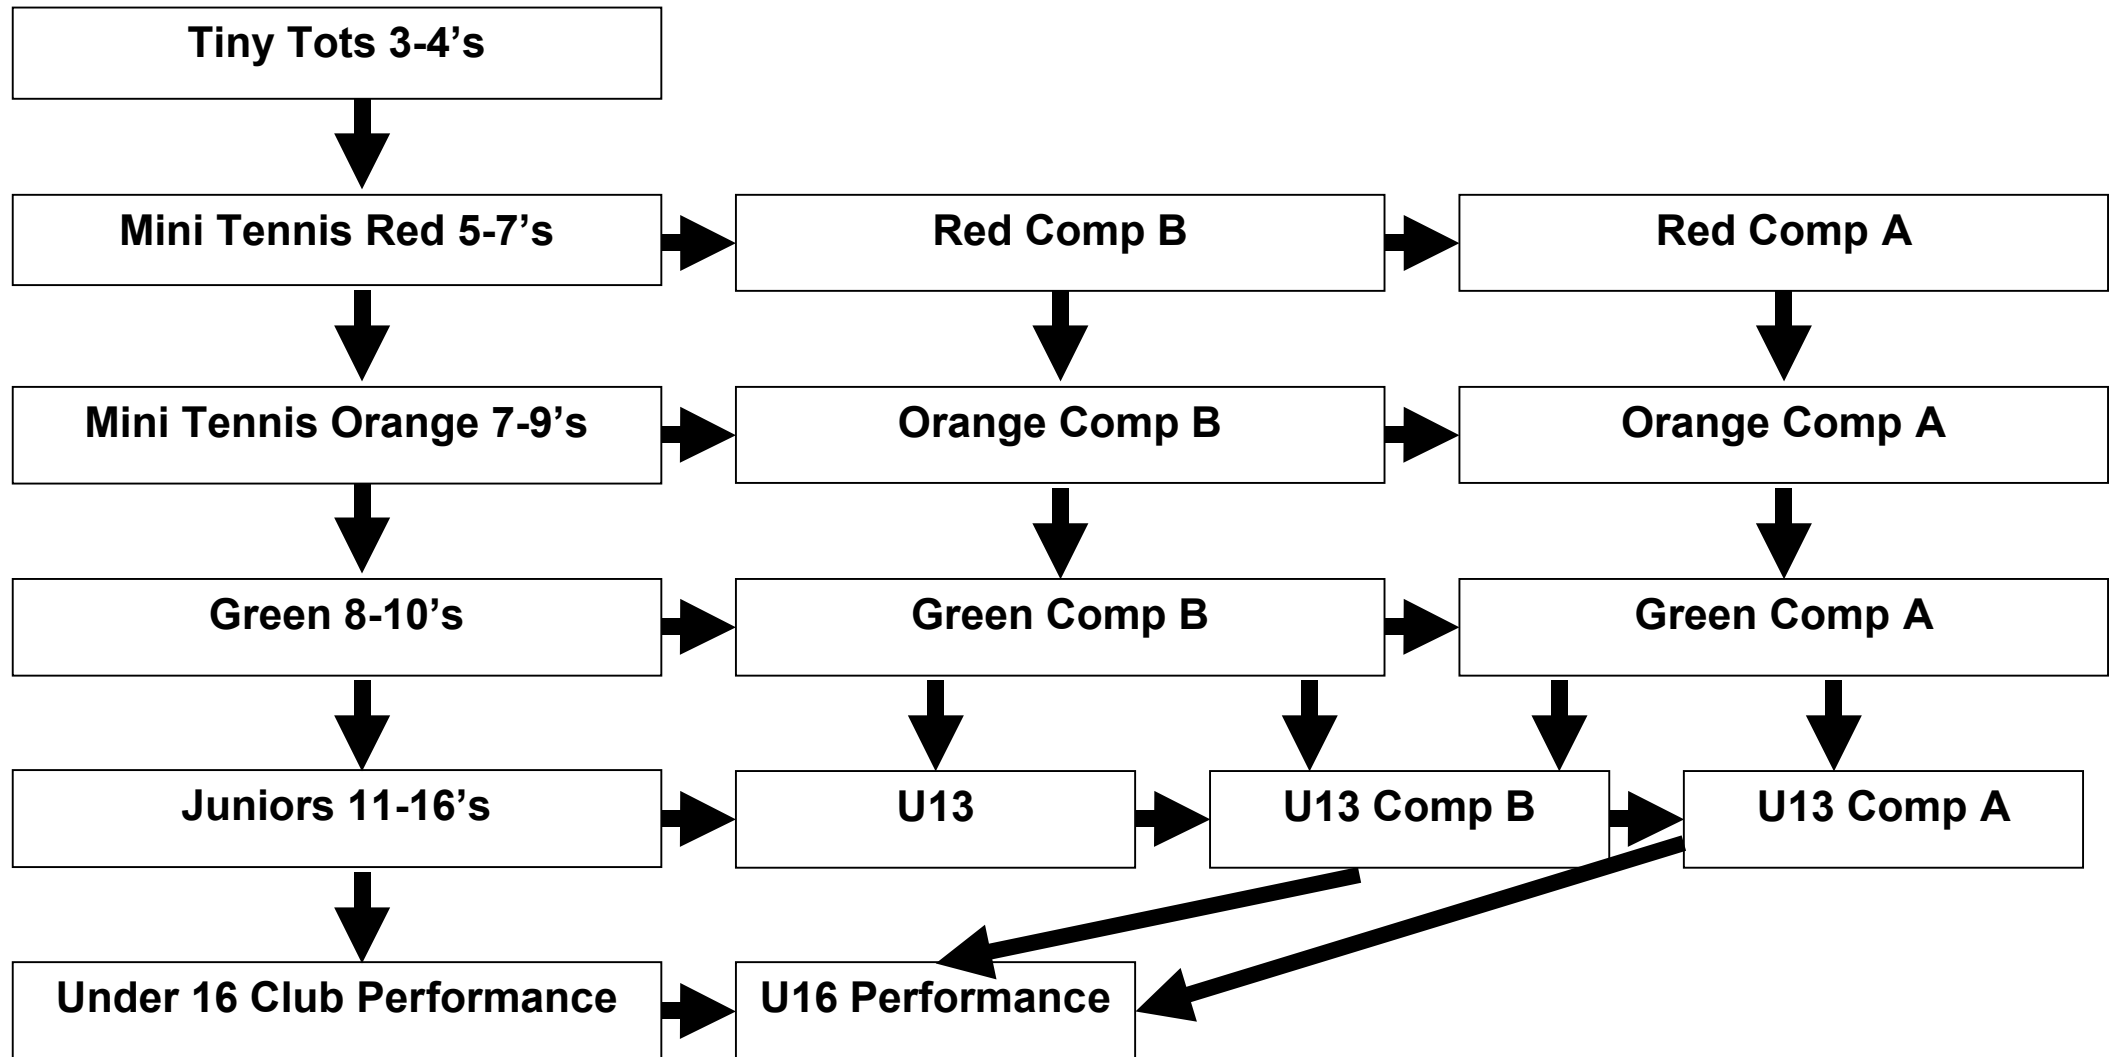 Tiny Tots 3-4’s
Mini Tennis Red 5-7’s
Red Comp B
Red Comp A
Mini Tennis Orange 7-9’s
Orange Comp B
Orange Comp A
Green 8-10’s
Green Comp B
Green Comp A
Juniors 11-16’s
U13
U13 Comp B
U13 Comp A
Under 16 Club Performance
U16 Performance